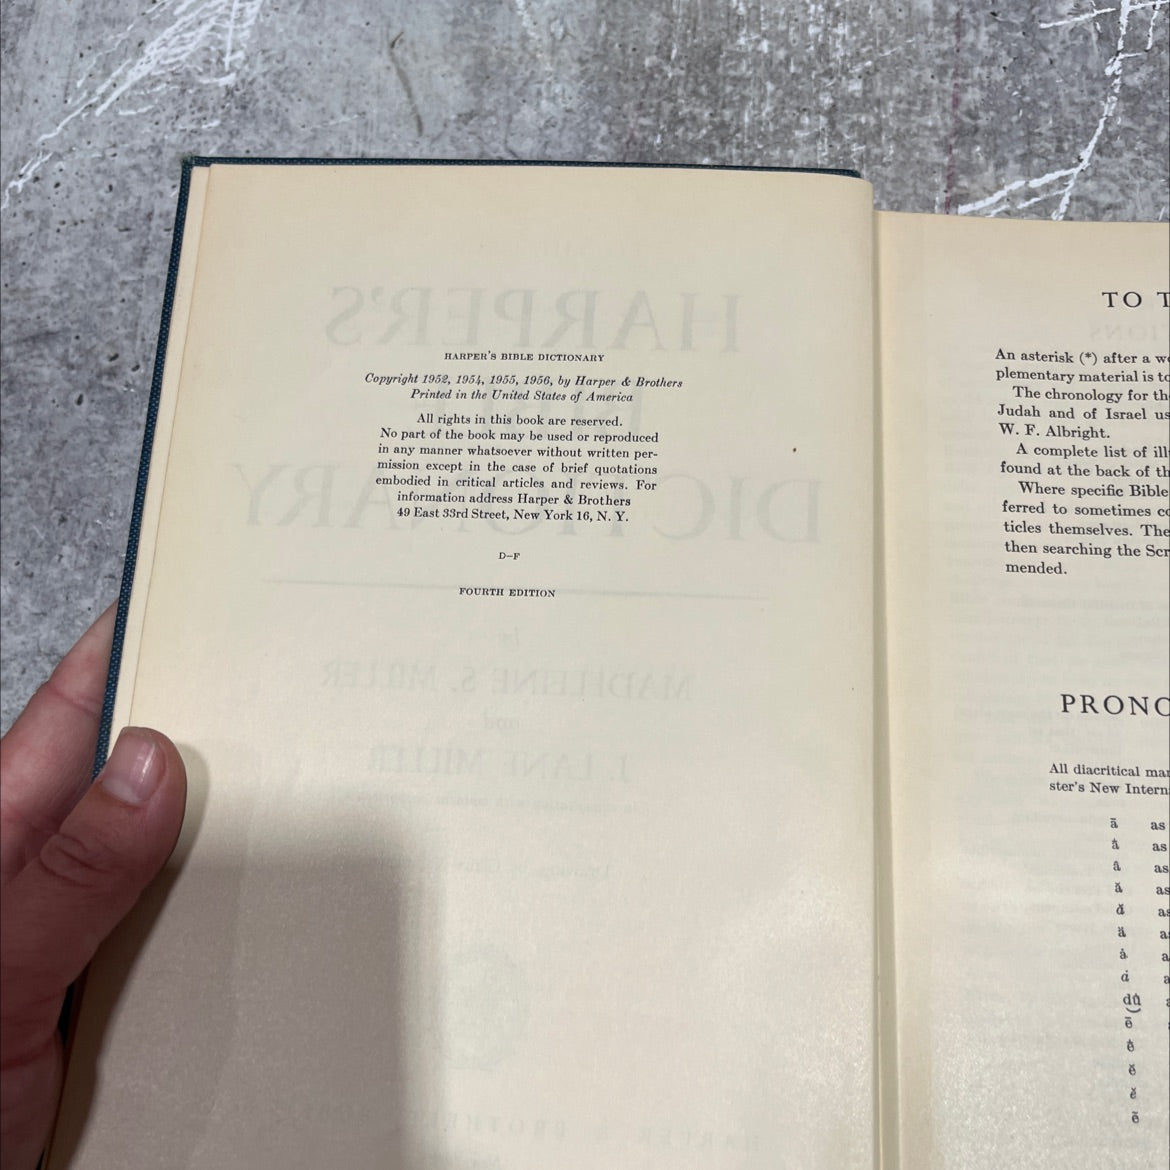 HARPER'S BIBLE DICTIONARY
Copyright 1952, 1954, 1955, 1956, by Harper & Brothers
Printed in the United States of America
All rights in this book are reserved.
No part of the book may be used or reproduced
in any manner whatsoever without written per-
mission except in the case of brief quotations
embodied in critical articles and reviews. For
information address Harper & Brothers
49 East 33rd Street, New York 16, N. Y.
D-F
FOURTH EDITION
TO T
An asterisk (*) after a
plementary material is to
The chronology for the
Judah and of Israel us
W. F. Albright.
A complete list of ill
found at the back of th
Where specific Bible
ferred to sometimes co
ticles themselves. The
then searching the Scr
mended.
PRONO
All diacritical mar
ster's New Intern
ā as
as
â as
ă as
as
ä a
ȧ a
a
ē
ĕ
ẽ